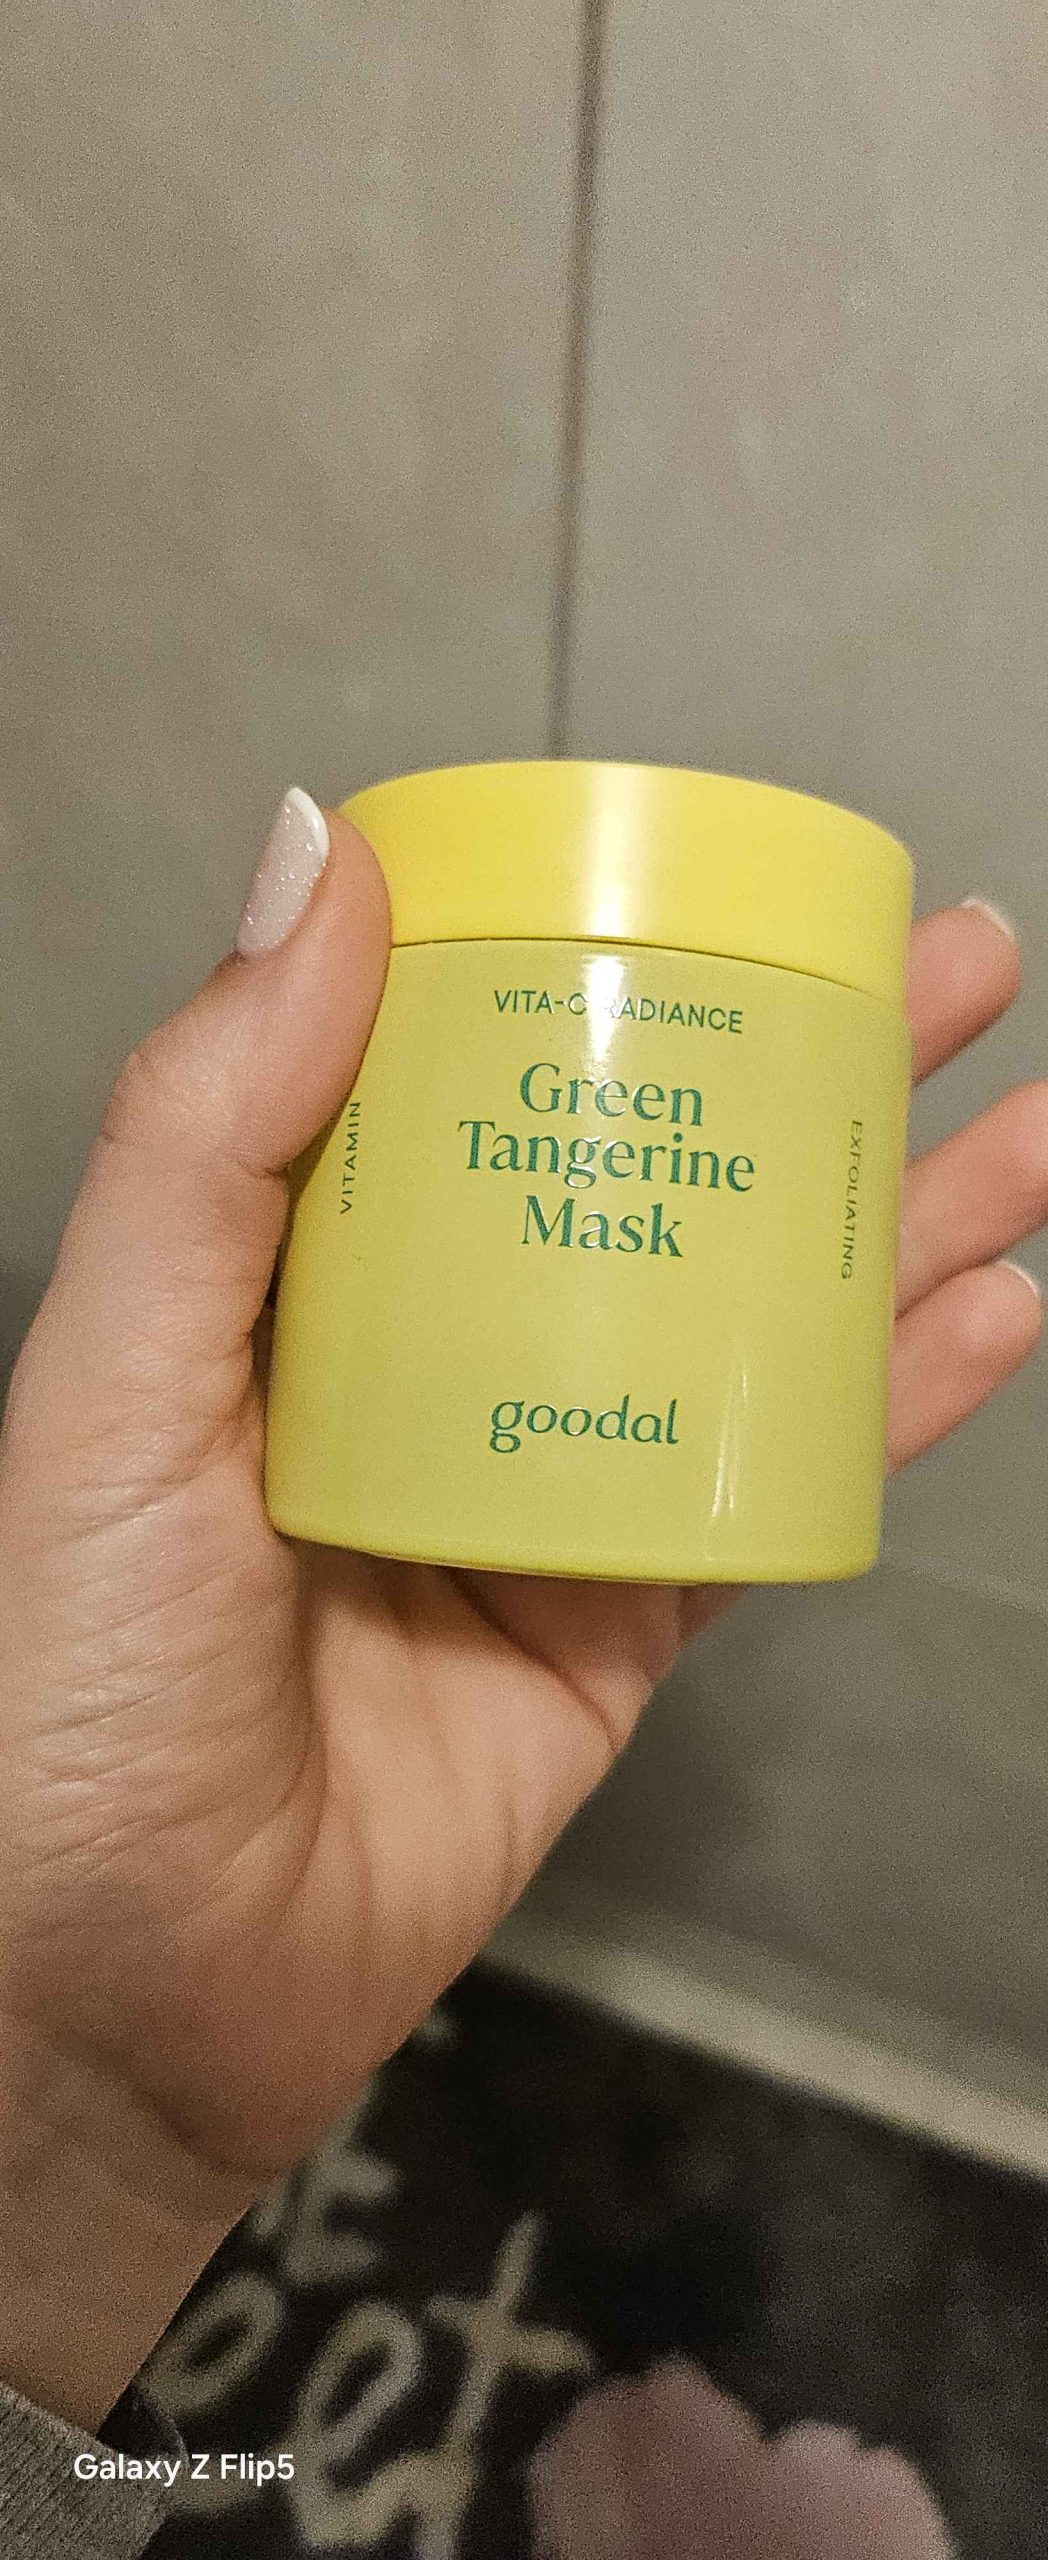 VITA-C RADIANCE
Green
Tangerine
Mask
VITAMIN
EXFOLIATING
goodal
Galaxy Z Flip5